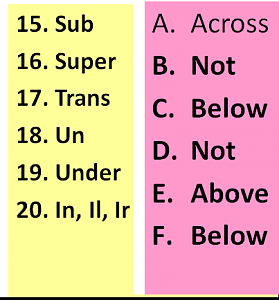 15. Sub
16. Super
17. Trans
18. Un
19. Under
20. In, Il, Ir
A. Across
B. Not
C. Below
D. Not
E. Above
F. Below